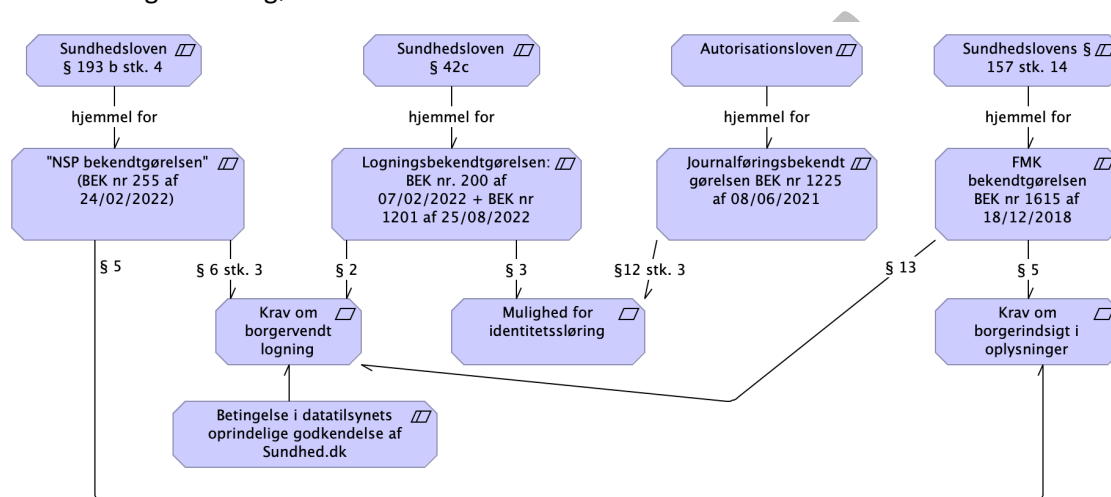 Sundhedsloven
§ 193 b stk. 4
Sundhedsloven
§ 42c
Autorisationsloven
Sundhedslovens §
157 stk. 14
hjemmel for
hjemmel for
hjemmel for
hjemmel for
"NSP bekendtgørelsen"
(BEK nr 255 af
24/02/2022)
Logningsbekendtgørelsen:
BEK nr. 200 af
07/02/2022 + BEK nr
1201 af 25/08/2022
Journalføringsbekendt
gørelsen BEK nr 1225
af 08/06/2021
FMK
bekendtgørelsen
BEK nr 1615 af
18/12/2018
§ 5
§ 6 stk. 3
§ 2
§ 3
§12 stk. 3
§ 13
§ 5
Krav om
borgervendt
logning
Mulighed for
identitetssløring
Krav om
borgerindsigt i
oplysninger
Betingelse i datatilsynets
oprindelige godkendelse af
Sundhed.dk